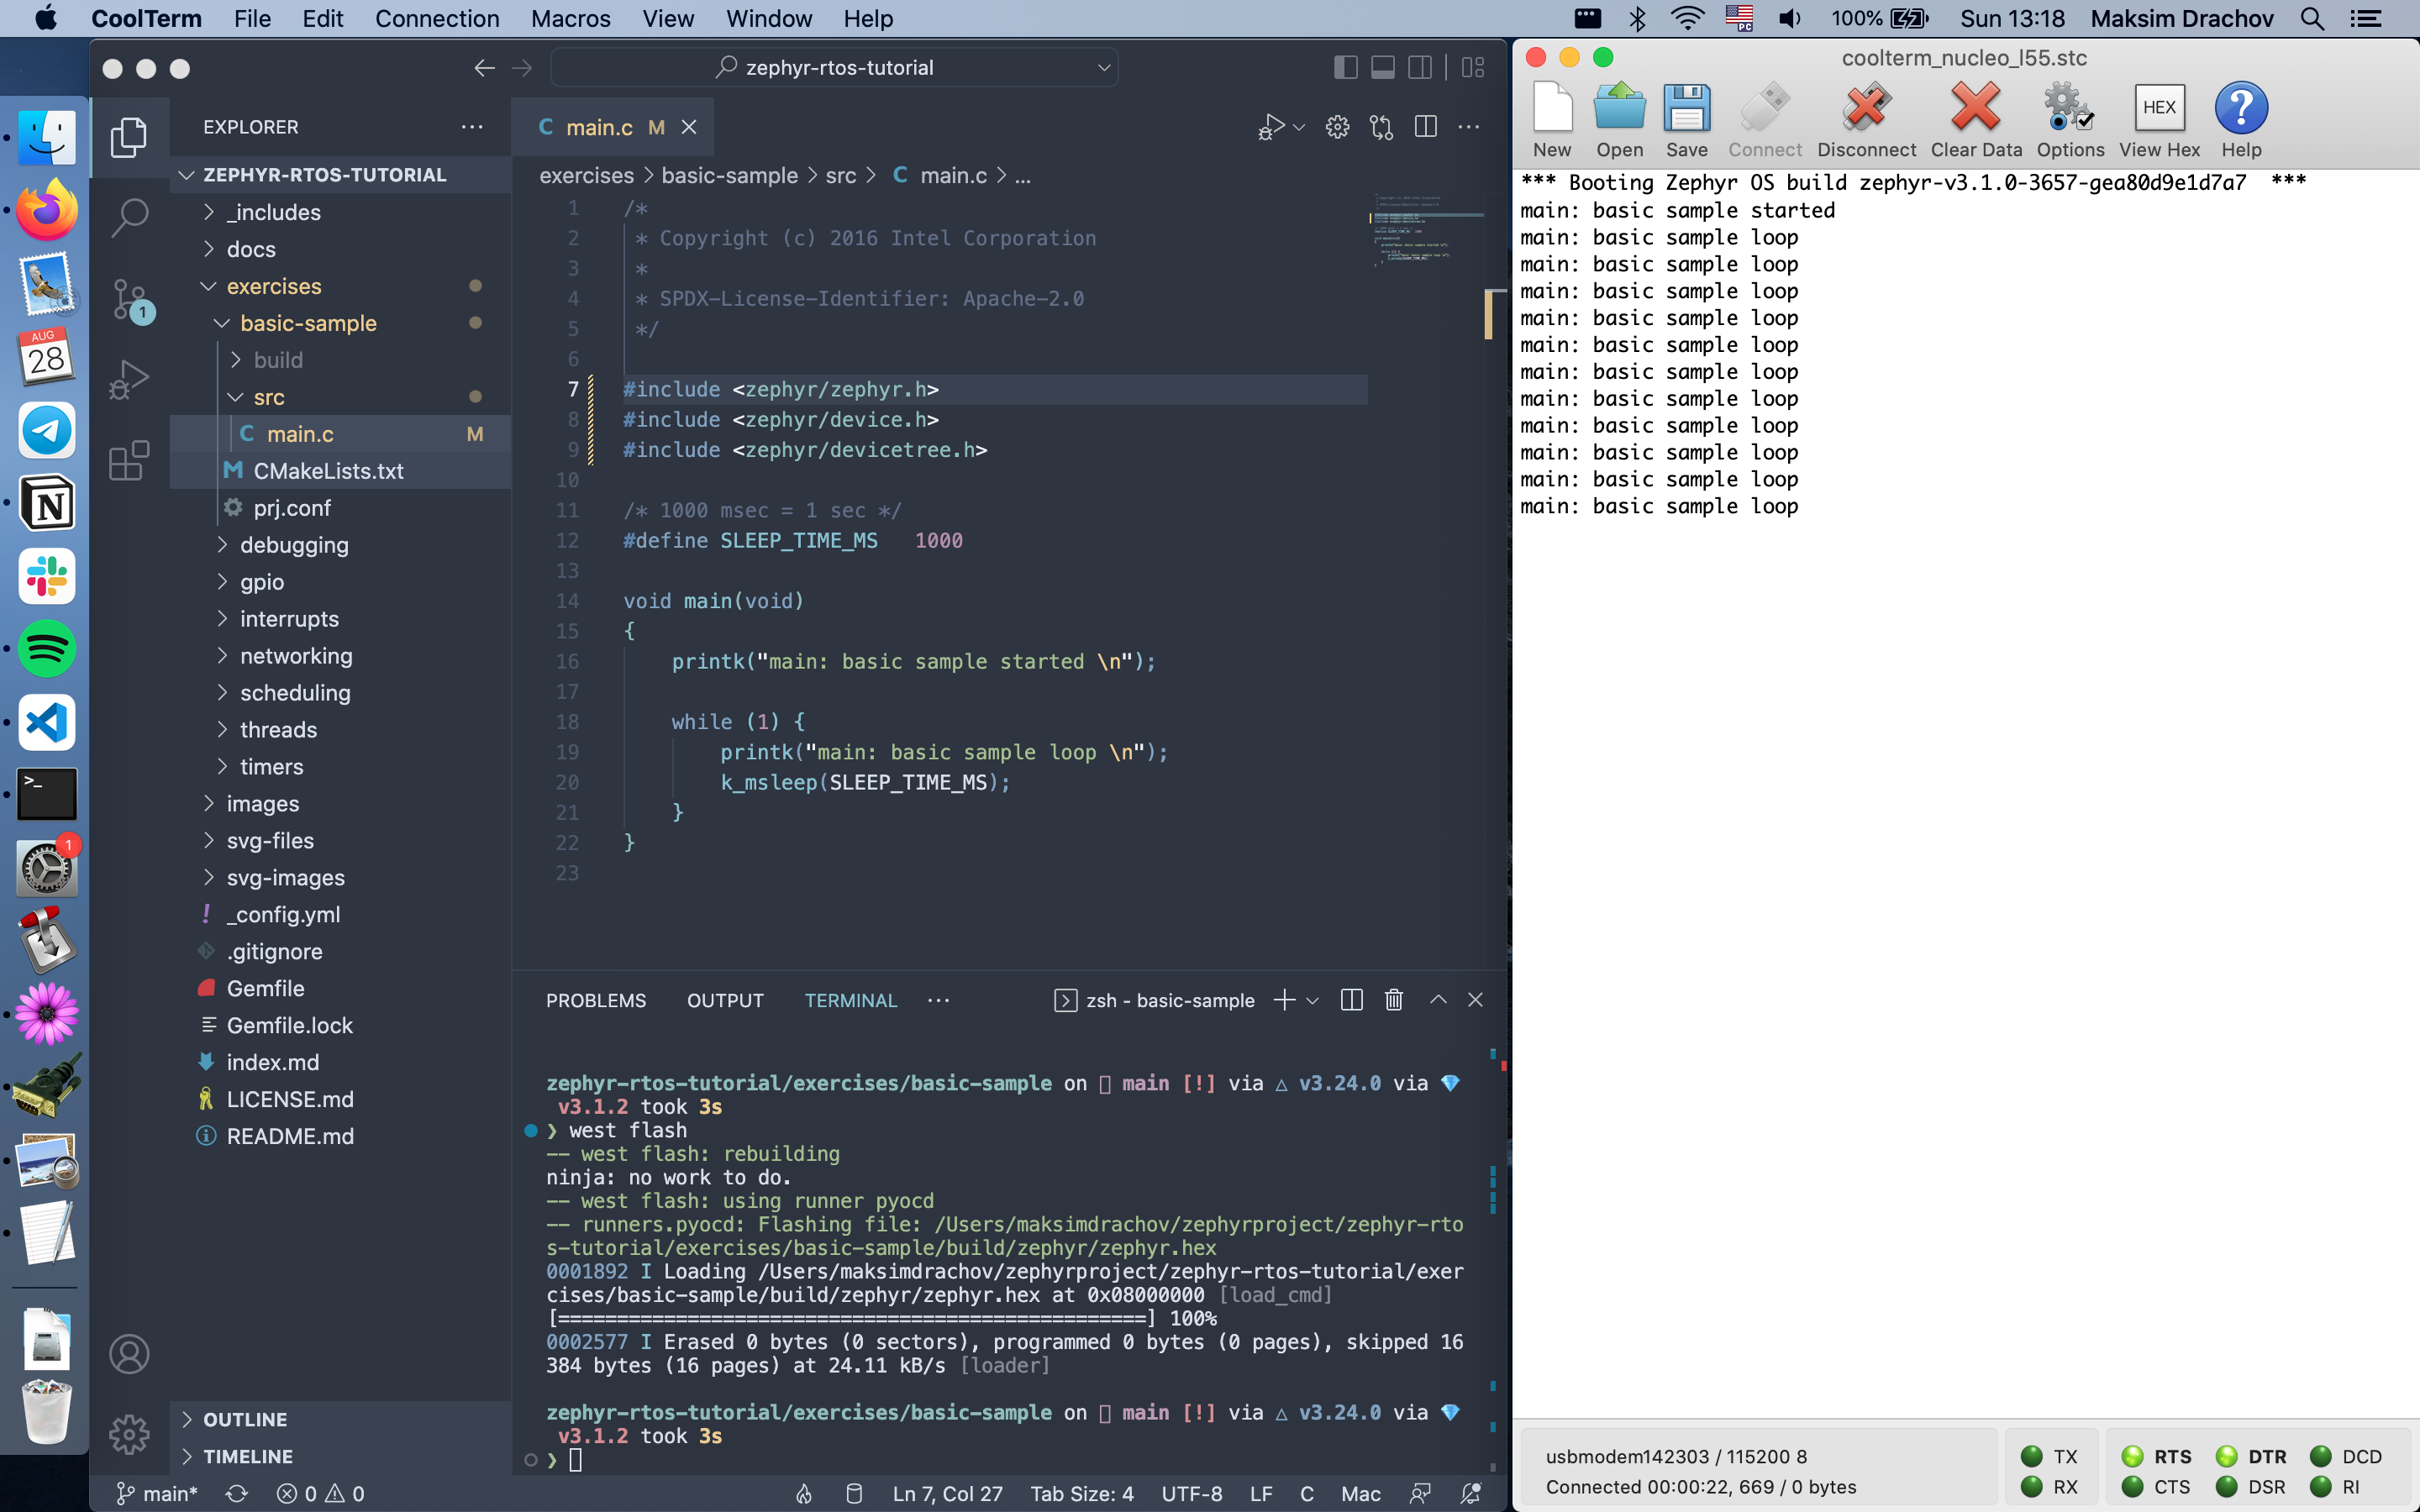 CoolTerm File Edit Connection Macros View Window Help
PC
100%
Sun 13:18 Maksim Drachov
zephyr-rtos-tutorial
coolterm_nucleo_l55.stc
HEX
New Open Save Connect Disconnect Clear Data Options View Hex Help
AUG
28
1
1
EXPLORER
ZEPHYR-RTOS-TUTORIAL
_includes
docs
exercises
basic-sample
build
src
C main.c M
M CMakeLists.txt
prj.conf
debugging
gpio
interrupts
networking
scheduling
threads
timers
images
svg-files
svg-images
! _config.yml
.gitignore
Gemfile
Gemfile.lock
index.md
LICENSE.md
README.md
OUTLINE
TIMELINE
C main.c M
exercises > basic-sample > src > C main.c > ...
1 /*
2 * Copyright (c) 2016 Intel Corporation
3 *
4 * SPDX-License-Identifier: Apache-2.0
5 */
6
7 #include <zephyr/zephyr.h>
8 #include <zephyr/device.h>
9 #include <zephyr/devicetree.h>
10
11 /* 1000 msec = 1 sec */
12 #define SLEEP_TIME_MS 1000
13
14 void main(void)
15 {
16 printk("main: basic sample started \n");
17
18 while (1) {
19 printk("main: basic sample loop \n");
20 k_msleep(SLEEP_TIME_MS);
21 }
22 }
23
PROBLEMS OUTPUT TERMINAL ... zsh - basic-sample
zephyr-rtos-tutorial/exercises/basic-sample on main [!] via △ v3.24.0 via 💎
v3.1.2 took 3s
❯ west flash
-- west flash: rebuilding
ninja: no work to do.
-- west flash: using runner pyocd
-- runners.pyocd: Flashing file: /Users/maksimdrachov/zephyrproject/zephyr-rto
s-tutorial/exercises/basic-sample/build/zephyr/zephyr.hex
0001892 I Loading /Users/maksimdrachov/zephyrproject/zephyr-rtos-tutorial/exer
cises/basic-sample/build/zephyr/zephyr.hex at 0x08000000 [load_cmd]
[==================================================] 100%
0002577 I Erased 0 bytes (0 sectors), programmed 0 bytes (0 pages), skipped 16
384 bytes (16 pages) at 24.11 kB/s [loader]
zephyr-rtos-tutorial/exercises/basic-sample on main [!] via △ v3.24.0 via 💎
v3.1.2 took 3s
❯
main* 0 0 Ln 7, Col 27 Tab Size: 4 UTF-8 LF C Mac
*** Booting Zephyr OS build zephyr-v3.1.0-3657-gea80d9e1d7a7 ***
main: basic sample started
main: basic sample loop
main: basic sample loop
main: basic sample loop
main: basic sample loop
main: basic sample loop
main: basic sample loop
main: basic sample loop
main: basic sample loop
main: basic sample loop
main: basic sample loop
main: basic sample loop
usbmodem142303 / 115200 8
Connected 00:00:22, 669 / 0 bytes
TX RTS DTR DCD
RX CTS DSR RI